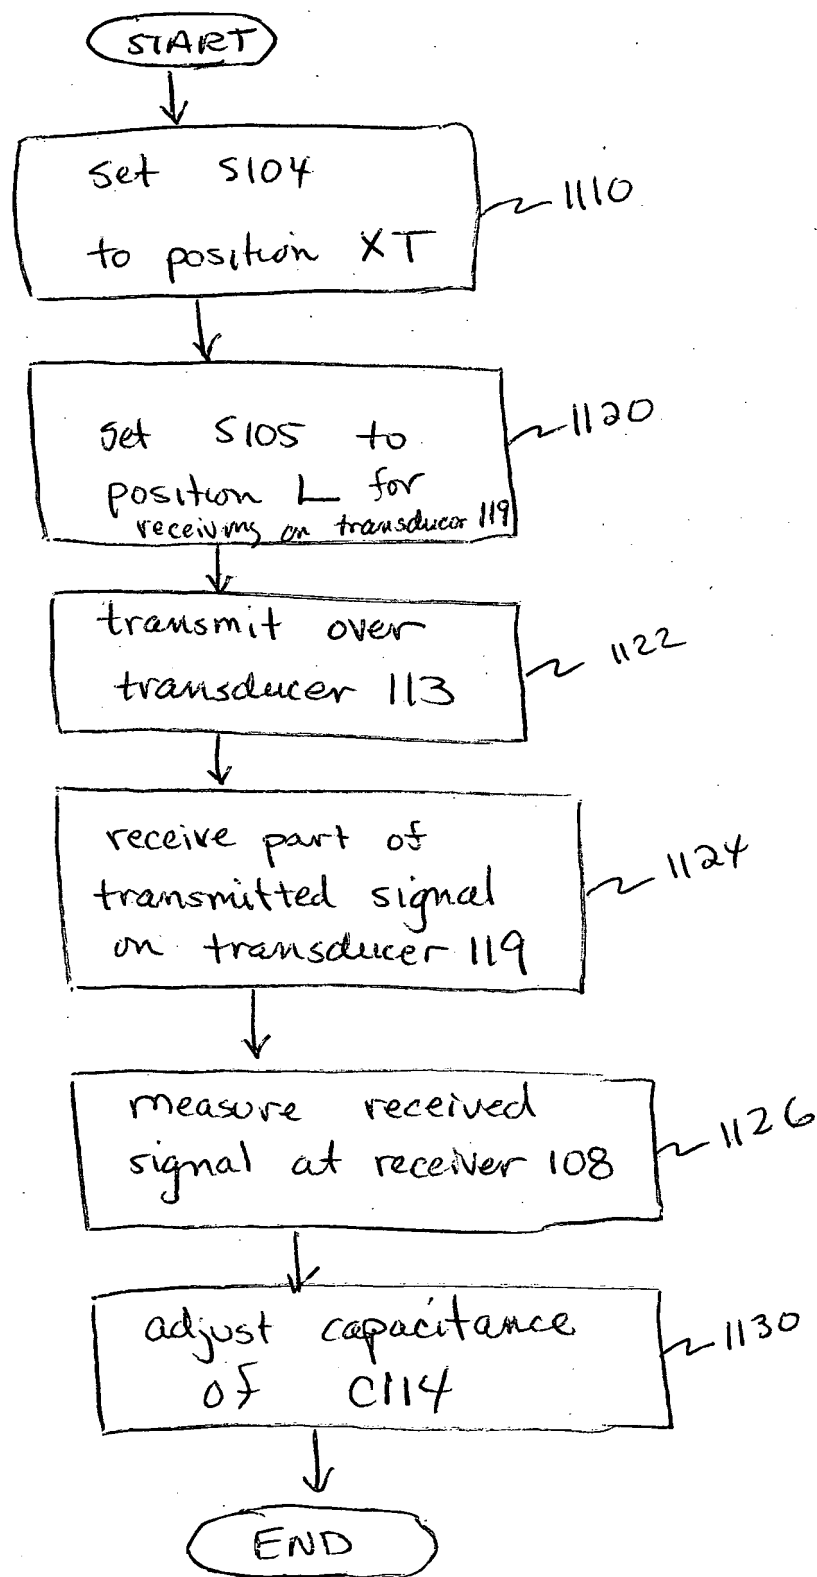 START
set S104
to position XT
1110
set S105 to
position L for
receiving on transducer 119
1120
transmit over
transducer 113
1122
receive part of
transmitted signal
on transducer 119
1124
measure received
signal at receiver 108
1126
adjust capacitance
of C114
1130
END